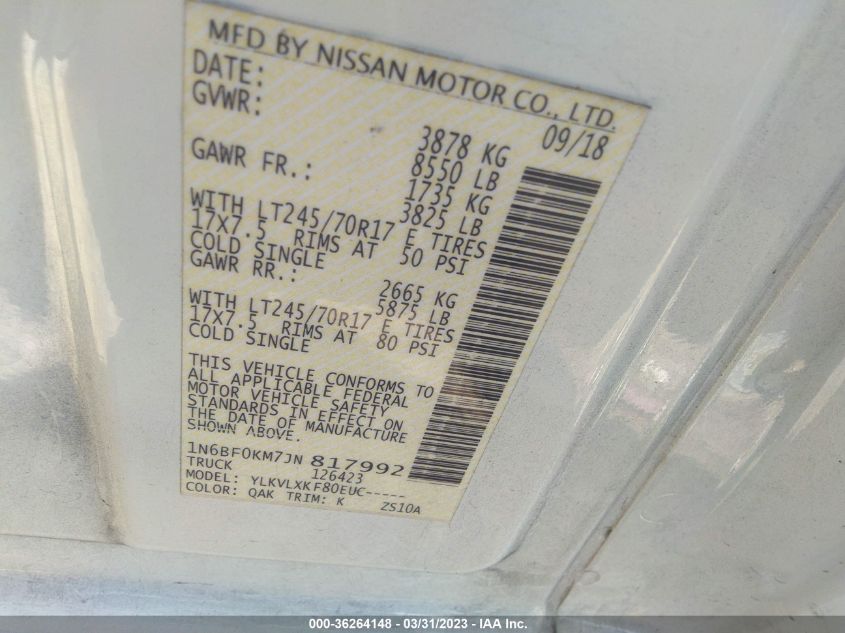 MFD BY NISSAN MOTOR CO., LTD.
DATE: 09/18
GVWR: 3878 KG
8550 LB
GAWR FR.: 1735 KG
3825 LB
WITH LT245/70R17 E TIRES
17X7.5 RIMS AT 50 PSI
COLD SINGLE
GAWR RR.: 2665 KG
5875 LB
WITH LT245/70R17 E TIRES
17X7.5 RIMS AT 80 PSI
COLD SINGLE
THIS VEHICLE CONFORMS TO
ALL APPLICABLE FEDERAL
MOTOR VEHICLE SAFETY
STANDARDS IN EFFECT ON
THE DATE OF MANUFACTURE
SHOWN ABOVE.
1N6BF0KM7JN817992
TRUCK 126423
MODEL: YLKVLXKF80EUC-----
COLOR: QAK TRIM: K ZS10A
000-36264148 - 03/31/2023 - IAA Inc.